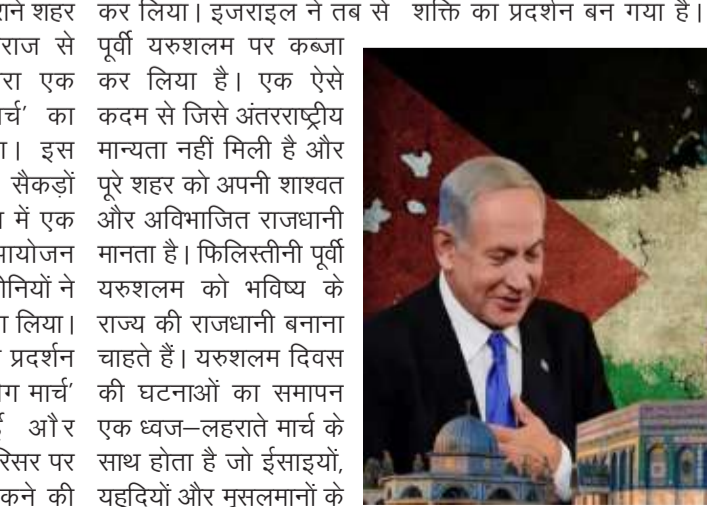 राने शहर
राज से
रा एक
र्च' का
ा। इस
सैकड़ों
में एक
ायोजन
नियों ने
ा लिया।
प्रदर्शन
ग मार्च'
और
रिसर पर
कने की
कर लिया। इजराइल ने तब से
पूर्वी यरुशलम पर कब्जा
कर लिया है। एक ऐसे
कदम से जिसे अंतरराष्ट्रीय
मान्यता नहीं मिली है और
पूरे शहर को अपनी शाश्वत
और अविभाजित राजधानी
मानता है। फिलिस्तीनी पूर्वी
यरुशलम को भविष्य के
राज्य की राजधानी बनाना
चाहते हैं। यरुशलम दिवस
की घटनाओं का समापन
एक ध्वज–लहराते मार्च के
साथ होता है जो ईसाइयों,
यहूदियों और मुसलमानों के
शक्ति का प्रदर्शन बन गया है।